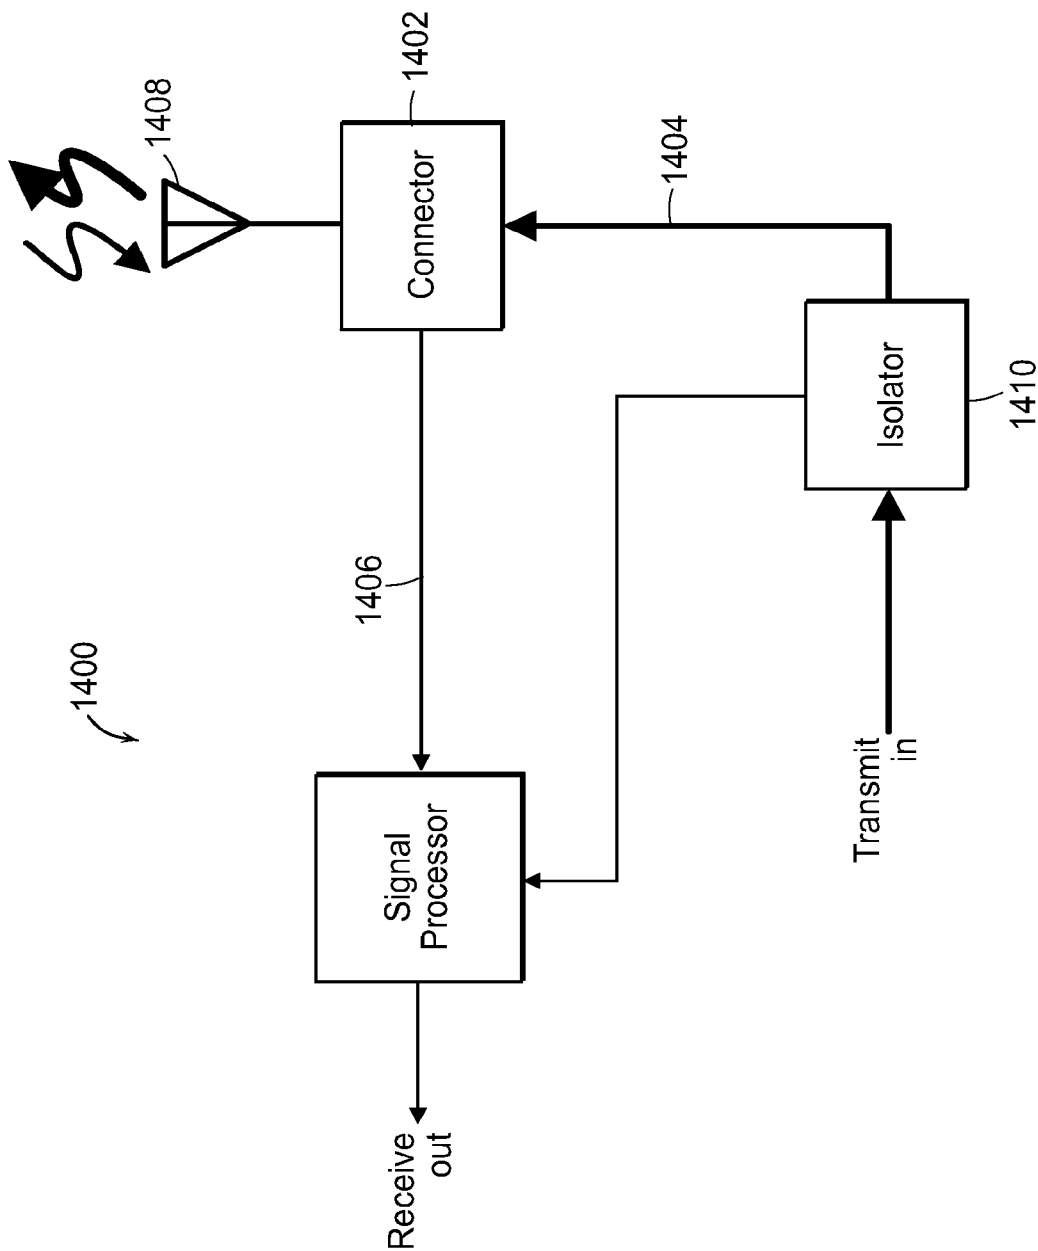 1400
1408
1402
Connector
1404
1406
Signal
Processor
Receive
out
Isolator
1410
Transmit
in